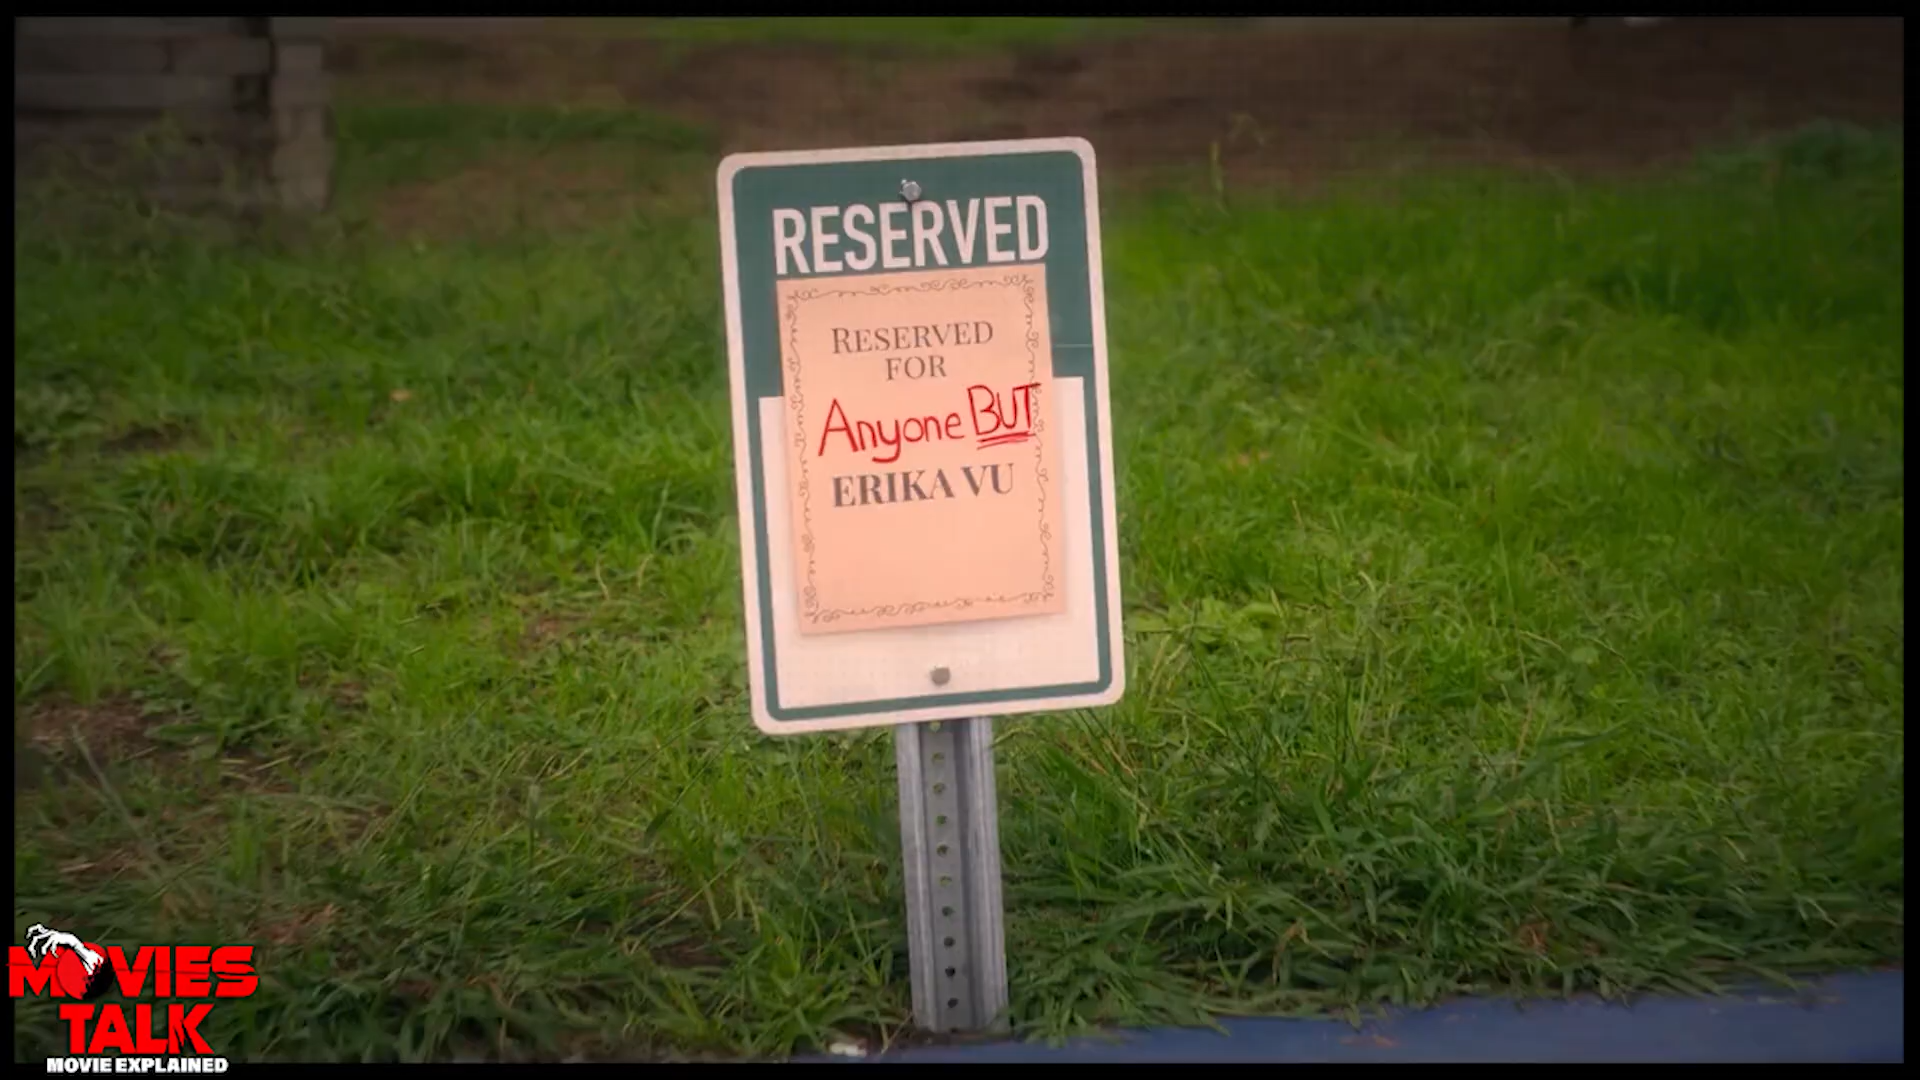 RESERVED
RESERVED
FOR
Anyone BUT
ERIKA VU
MOVIES
TALK
MOVIE EXPLAINED